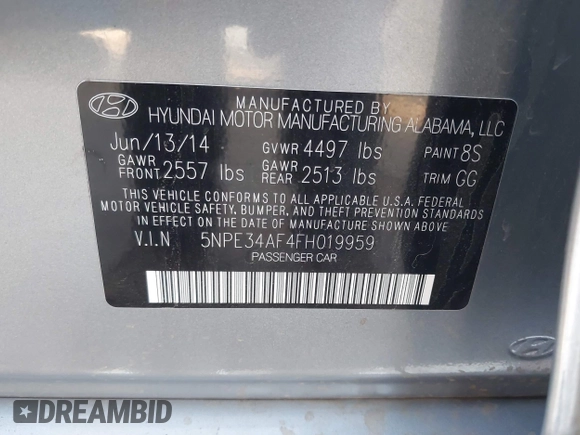 MANUFACTURED BY
HYUNDAI MOTOR MANUFACTURING ALABAMA, LLC
Jun/13/14 GVWR 4497 lbs PAINT 8S
GAWR FRONT 2557 lbs GAWR REAR 2513 lbs TRIM GG
THIS VEHICLE CONFORMS TO ALL APPLICABLE U.S.A. FEDERAL
MOTOR VEHICLE SAFETY, BUMPER, AND THEFT PREVENTION STANDARDS
IN EFFECT ON THE DATE OF MANUFACTURE SHOWN ABOVE
V.I.N 5NPE34AF4FH019959
PASSENGER CAR
DREAMBID